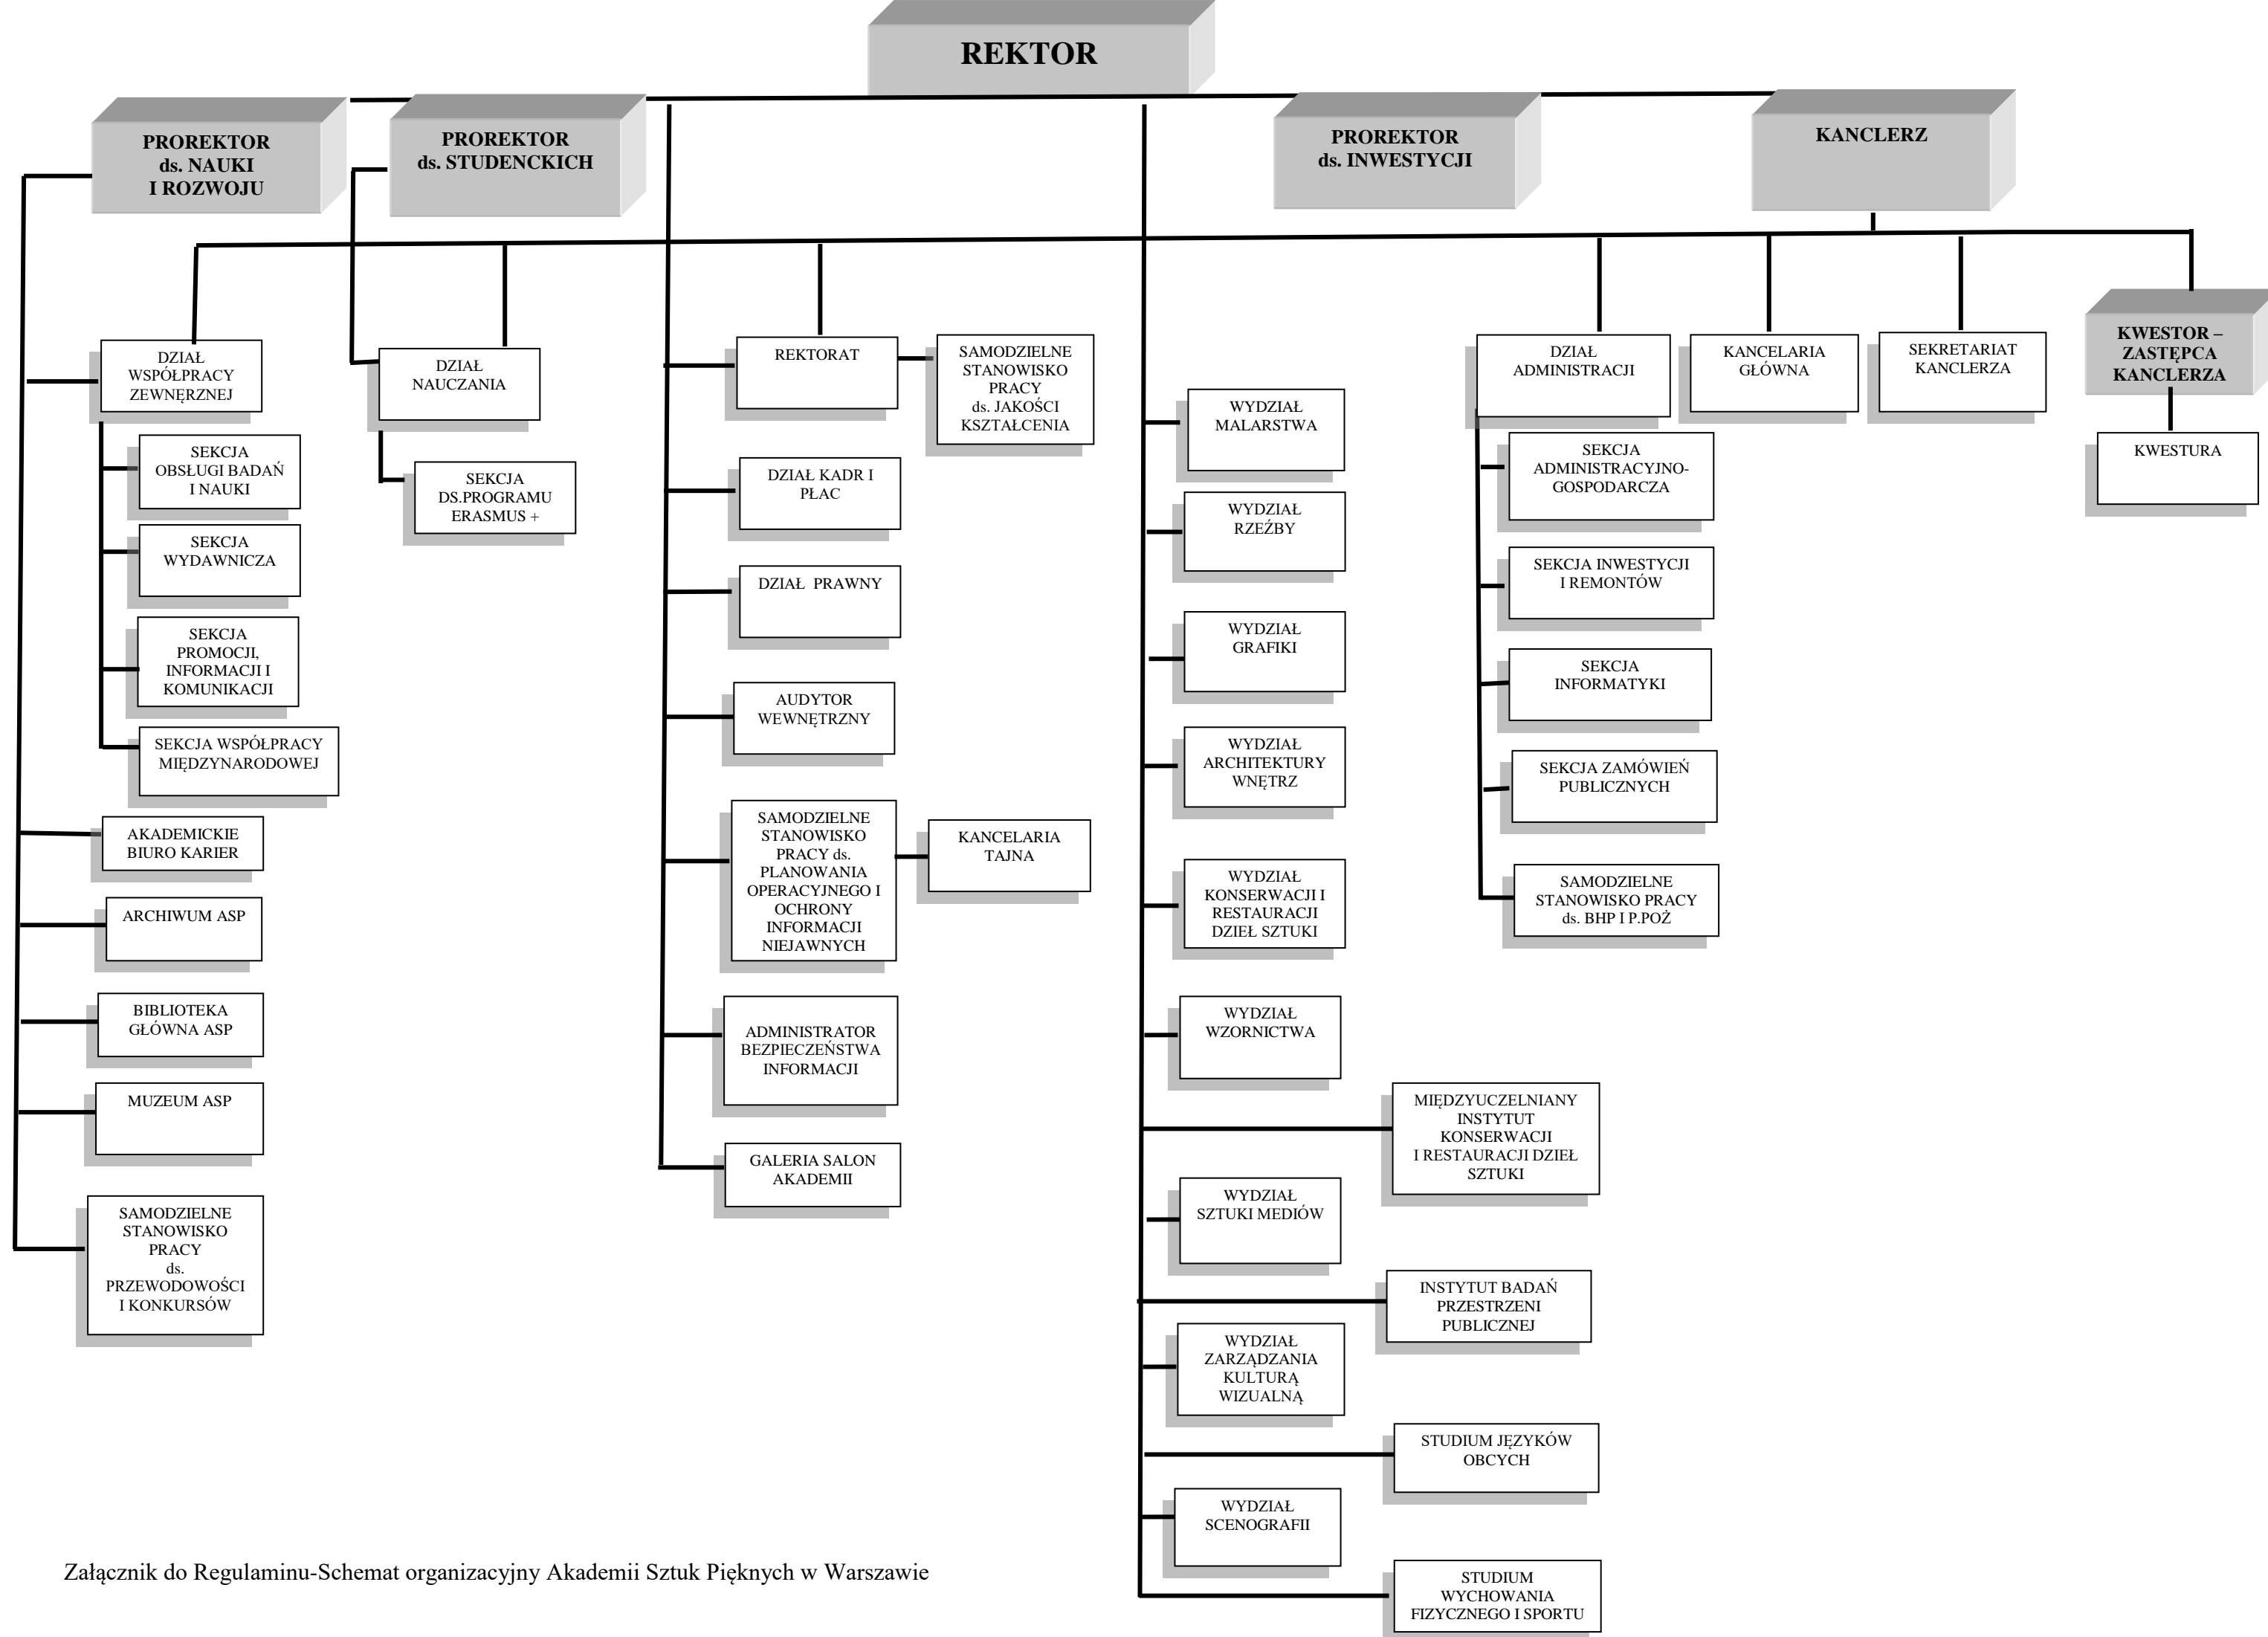 REKTOR
PROREKTOR
ds. NAUKI
I ROZWOJU
PROREKTOR
ds. STUDENCKICH
PROREKTOR
ds. INWESTYCJI
KANCLERZ
KWESTOR –
ZASTĘPCA
KANCLERZA
KWESTURA
DZIAŁ
WSPÓŁPRACY
ZEWNĘRZNEJ
SEKCJA
OBSŁUGI BADAŃ
I NAUKI
SEKCJA
WYDAWNICZA
SEKCJA
PROMOCJI,
INFORMACJI I
KOMUNIKACJI
SEKCJA WSPÓŁPRACY
MIĘDZYNARODOWEJ
AKADEMICKIE
BIURO KARIER
ARCHIWUM ASP
BIBLIOTEKA
GŁÓWNA ASP
MUZEUM ASP
SAMODZIELNE
STANOWISKO
PRACY
ds.
PRZEWODOWOŚCI
I KONKURSÓW
DZIAŁ
NAUCZANIA
SEKCJA
DS.PROGRAMU
ERASMUS +
REKTORAT
SAMODZIELNE
STANOWISKO
PRACY
ds. JAKOŚCI
KSZTAŁCENIA
DZIAŁ KADR I
PŁAC
DZIAŁ  PRAWNY
AUDYTOR
WEWNĘTRZNY
SAMODZIELNE
STANOWISKO
PRACY ds.
PLANOWANIA
OPERACYJNEGO I
OCHRONY
INFORMACJI
NIEJAWNYCH
KANCELARIA
TAJNA
ADMINISTRATOR
BEZPIECZEŃSTWA
INFORMACJI
GALERIA SALON
AKADEMII
WYDZIAŁ
MALARSTWA
WYDZIAŁ
RZEŹBY
WYDZIAŁ
GRAFIKI
WYDZIAŁ
ARCHITEKTURY
WNĘTRZ
WYDZIAŁ
KONSERWACJI I
RESTAURACJI
DZIEŁ SZTUKI
WYDZIAŁ
WZORNICTWA
MIĘDZYUCZELNIANY
INSTYTUT
KONSERWACJI
I RESTAURACJI DZIEŁ
SZTUKI
WYDZIAŁ
SZTUKI MEDIÓW
INSTYTUT BADAŃ
PRZESTRZENI
PUBLICZNEJ
WYDZIAŁ
ZARZĄDZANIA
KULTURĄ
WIZUALNĄ
STUDIUM JĘZYKÓW
OBCYCH
WYDZIAŁ
SCENOGRAFII
STUDIUM
WYCHOWANIA
FIZYCZNEGO I SPORTU
DZIAŁ
ADMINISTRACJI
KANCELARIA
GŁÓWNA
SEKRETARIAT
KANCLERZA
SEKCJA
ADMINISTRACYJNO-
GOSPODARCZA
SEKCJA INWESTYCJI
I REMONTÓW
SEKCJA
INFORMATYKI
SEKCJA ZAMÓWIEŃ
PUBLICZNYCH
SAMODZIELNE
STANOWISKO PRACY
ds. BHP I P.POŻ
Załącznik do Regulaminu-Schemat organizacyjny Akademii Sztuk Pięknych w Warszawie